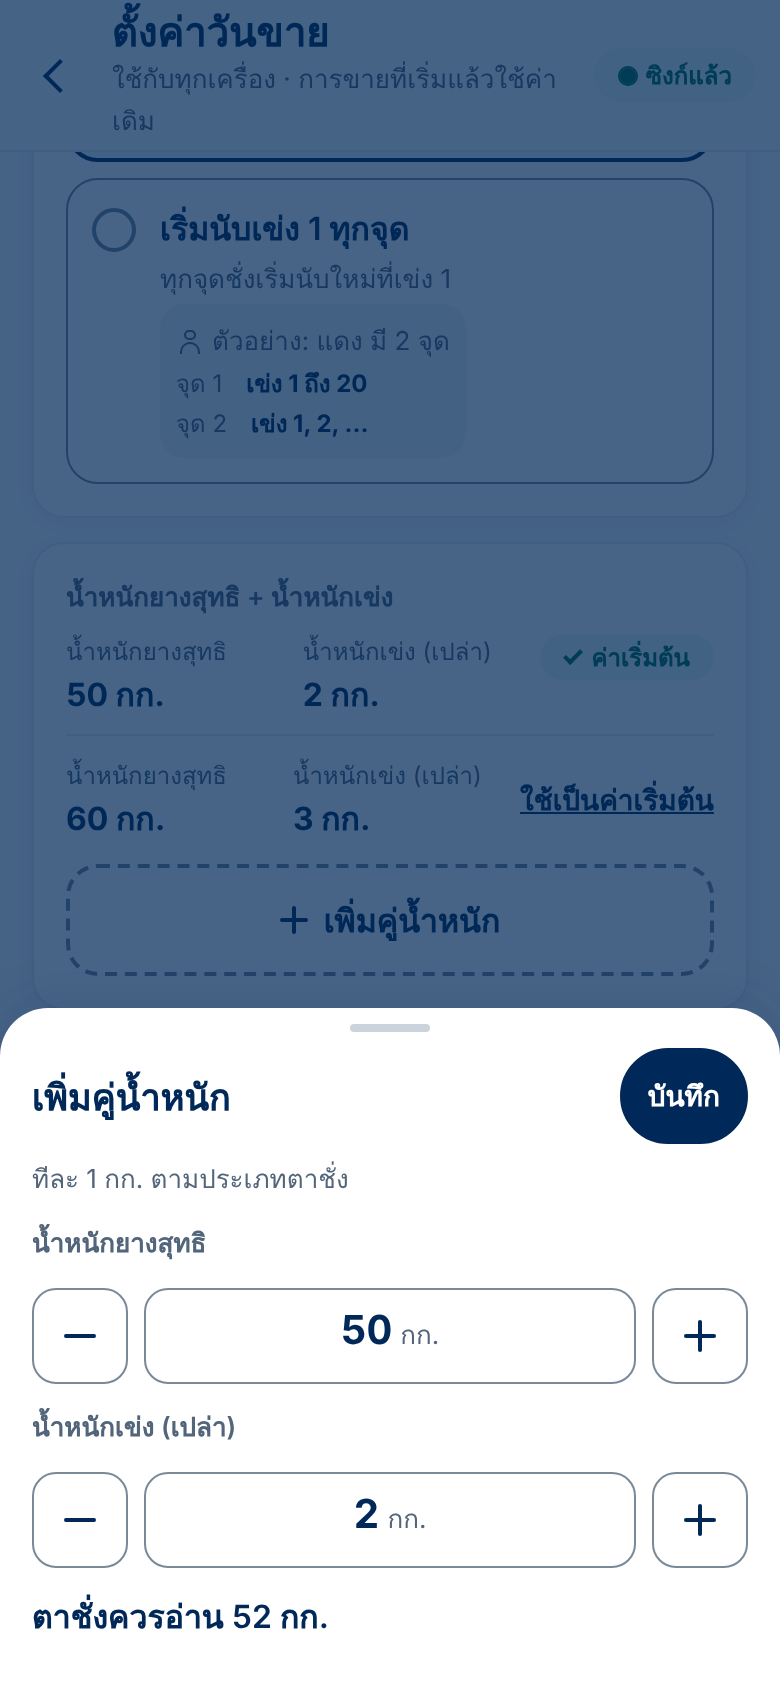 ตั้งค่าวันขาย
ใช้กับทุกเครื่อง · การขายที่เริ่มแล้วใช้ค่า
เดิม
ซิงก์แล้ว
เริ่มนับเข่ง 1 ทุกจุด
ทุกจุดชั่งเริ่มนับใหม่ที่เข่ง 1
ตัวอย่าง: แดง มี 2 จุด
จุด 1 เข่ง 1 ถึง 20
จุด 2 เข่ง 1, 2, ...
น้ำหนักยางสุทธิ + น้ำหนักเข่ง
น้ำหนักยางสุทธิ น้ำหนักเข่ง (เปล่า) ค่าเริ่มต้น
50 กก. 2 กก.
น้ำหนักยางสุทธิ น้ำหนักเข่ง (เปล่า) ใช้เป็นค่าเริ่มต้น
60 กก. 3 กก.
+ เพิ่มคู่น้ำหนัก
เพิ่มคู่น้ำหนัก บันทึก
ทีละ 1 กก. ตามประเภทตาชั่ง
น้ำหนักยางสุทธิ
− 50 กก. +
น้ำหนักเข่ง (เปล่า)
− 2 กก. +
ตาชั่งควรอ่าน 52 กก.